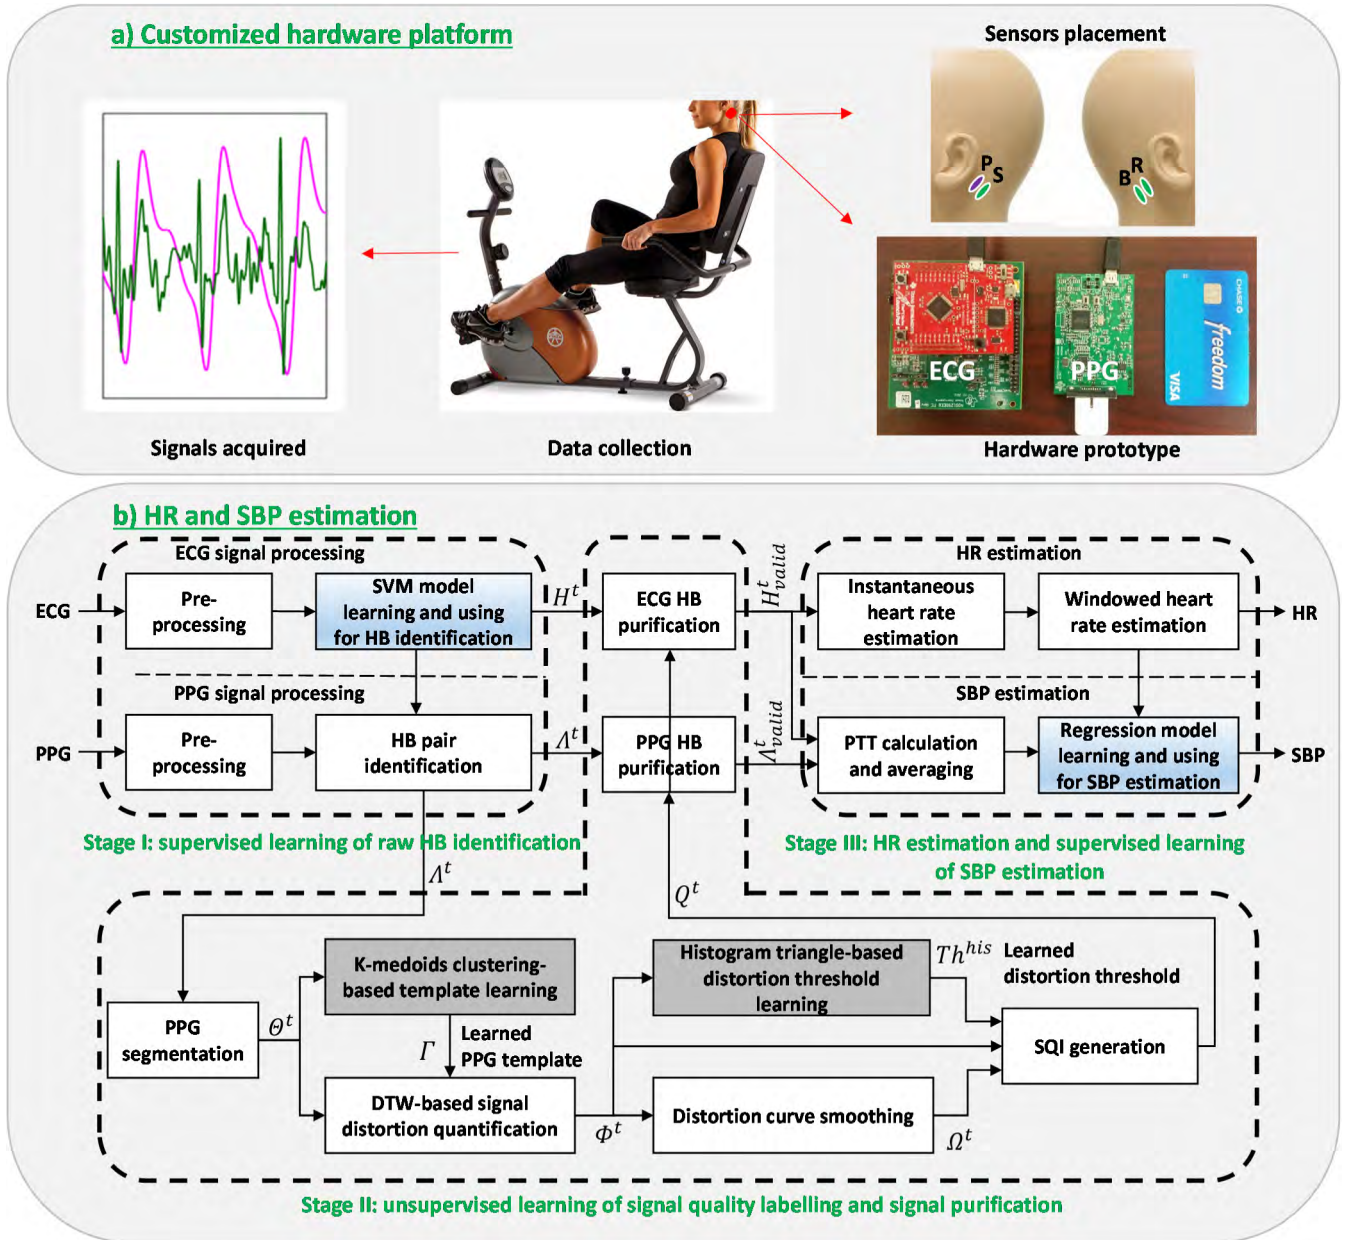 a) Customized hardware platform
Sensors placement
P
S
B
R
ECG
PPG
CHASE
freedom
VISA
Signals acquired
Data collection
Hardware prototype
b) HR and SBP estimation
ECG signal processing
HR estimation
ECG
Pre-
processing
SVM model
learning and using
for HB identification
H^t
ECG HB
purification
H^t_valid
Instantaneous
heart rate
estimation
Windowed heart
rate estimation
HR
PPG signal processing
SBP estimation
PPG
Pre-
processing
HB pair
identification
Λ^t
PPG HB
purification
Λ^t_valid
PTT calculation
and averaging
Regression model
learning and using
for SBP estimation
SBP
Stage I: supervised learning of raw HB identification
Stage III: HR estimation and supervised learning
of SBP estimation
Λ^t
Q^t
K-medoids clustering-
based template learning
Histogram triangle-based
distortion threshold
learning
Th^his
Learned
distortion threshold
PPG
segmentation
Θ^t
Γ
Learned
PPG template
SQI generation
DTW-based signal
distortion quantification
Φ^t
Distortion curve smoothing
Ω^t
Stage II: unsupervised learning of signal quality labelling and signal purification